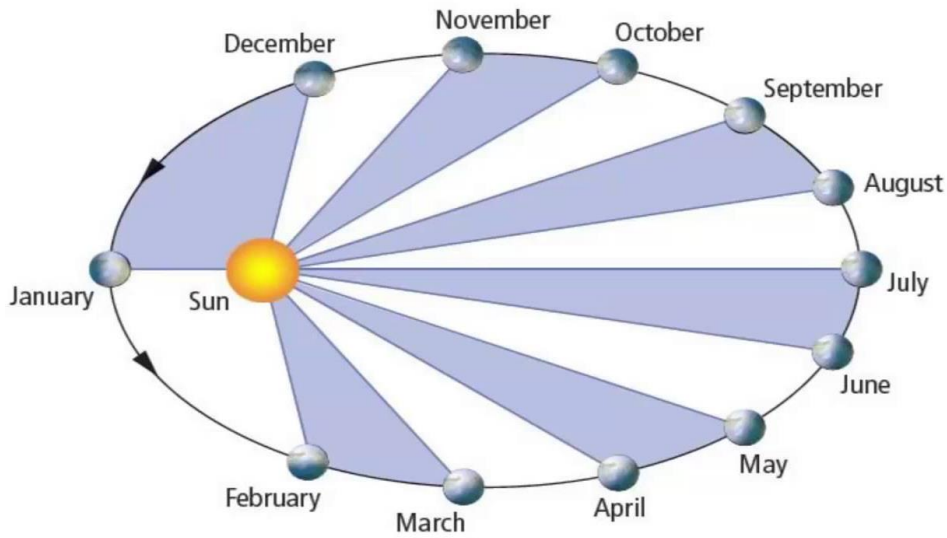 November
October
December
September
August
January
Sun
July
June
May
February
April
March